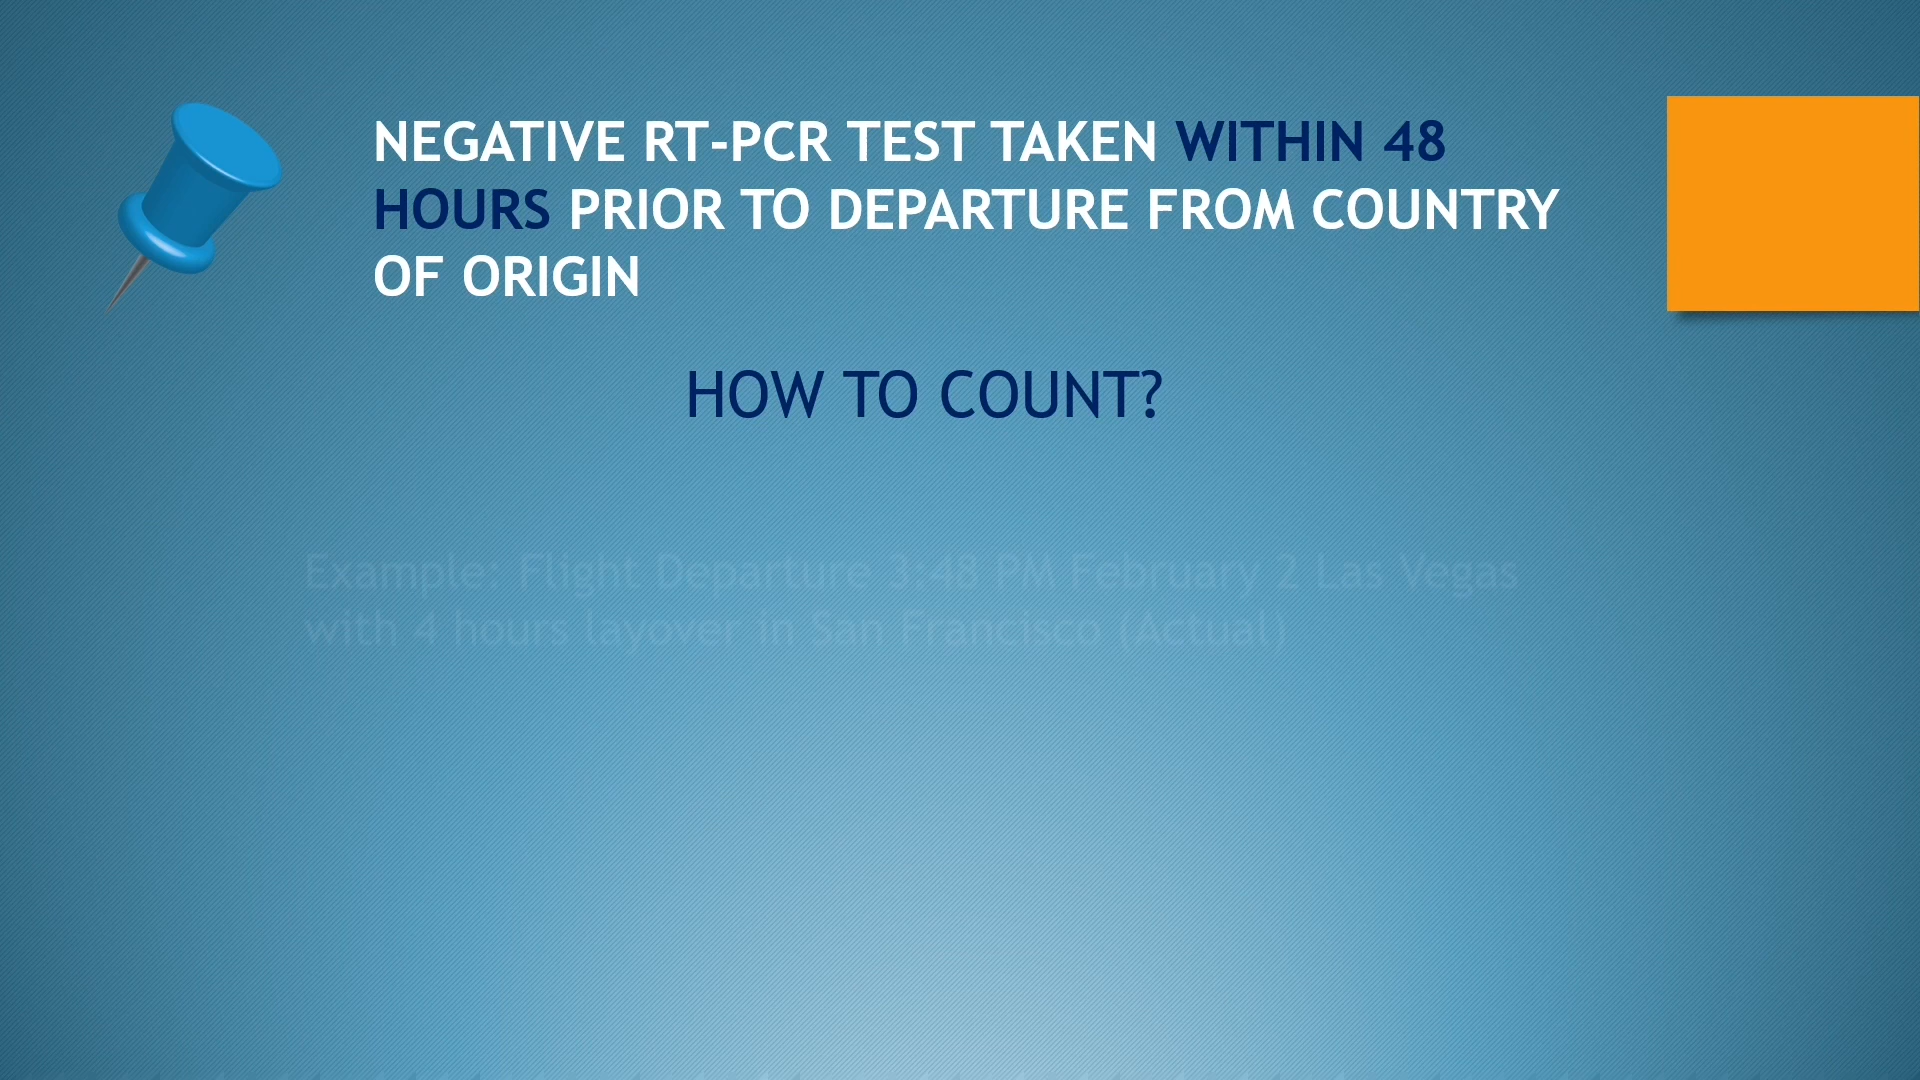 NEGATIVE RT-PCR TEST TAKEN WITHIN 48
HOURS PRIOR TO DEPARTURE FROM COUNTRY
OF ORIGIN
HOW TO COUNT?
Example: Flight Departure 3:48 PM February 2 Las Vegas
with 4 hours layover in San Francisco (Actual)